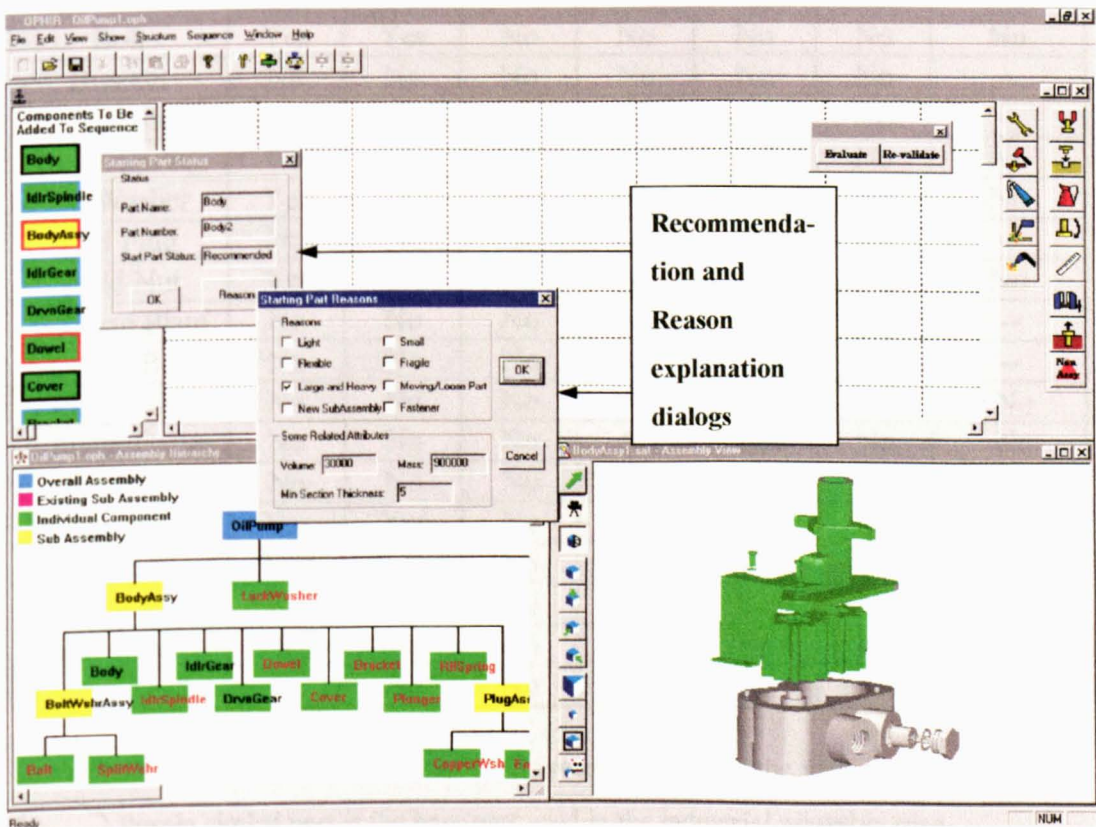 OPHIR - OilPump1.oph
File Edit View Show Structure Sequence Window Help
Components To Be
Added To Sequence
Body
IdlrSpindle
BodyAssy
IdlrGear
DrvnGear
Dowel
Cover
Bracket
Starting Part Status
Status
Part Name: Body
Part Number: Body2
Start Part Status: Recommended
OK Reason
Evaluate Re-validate
Recommenda-
tion and
Reason
explanation
dialogs
Non
Assy
Starting Part Reasons
Reasons
Light Small
Flexible Fragile
Large and Heavy Moving/Loose Part
New SubAssembly Fastener
OK
Some Related Attributes
Volume: 30000 Mass: 900000
Min Section Thickness: 5
Cancel
OilPump1.oph - Assembly Hierarchy
Overall Assembly
Existing Sub Assembly
Individual Component
Sub Assembly
OilPump
BodyAssy LockWasher
Body IdlrGear Dowel Bracket RlfSpring
BoltWshrAssy IdlrSpindle DrvnGear Cover Plunger PlugAss
Bolt SplitWshr CopperWsh
BodyAssy1.sat - Assembly View
Ready NUM